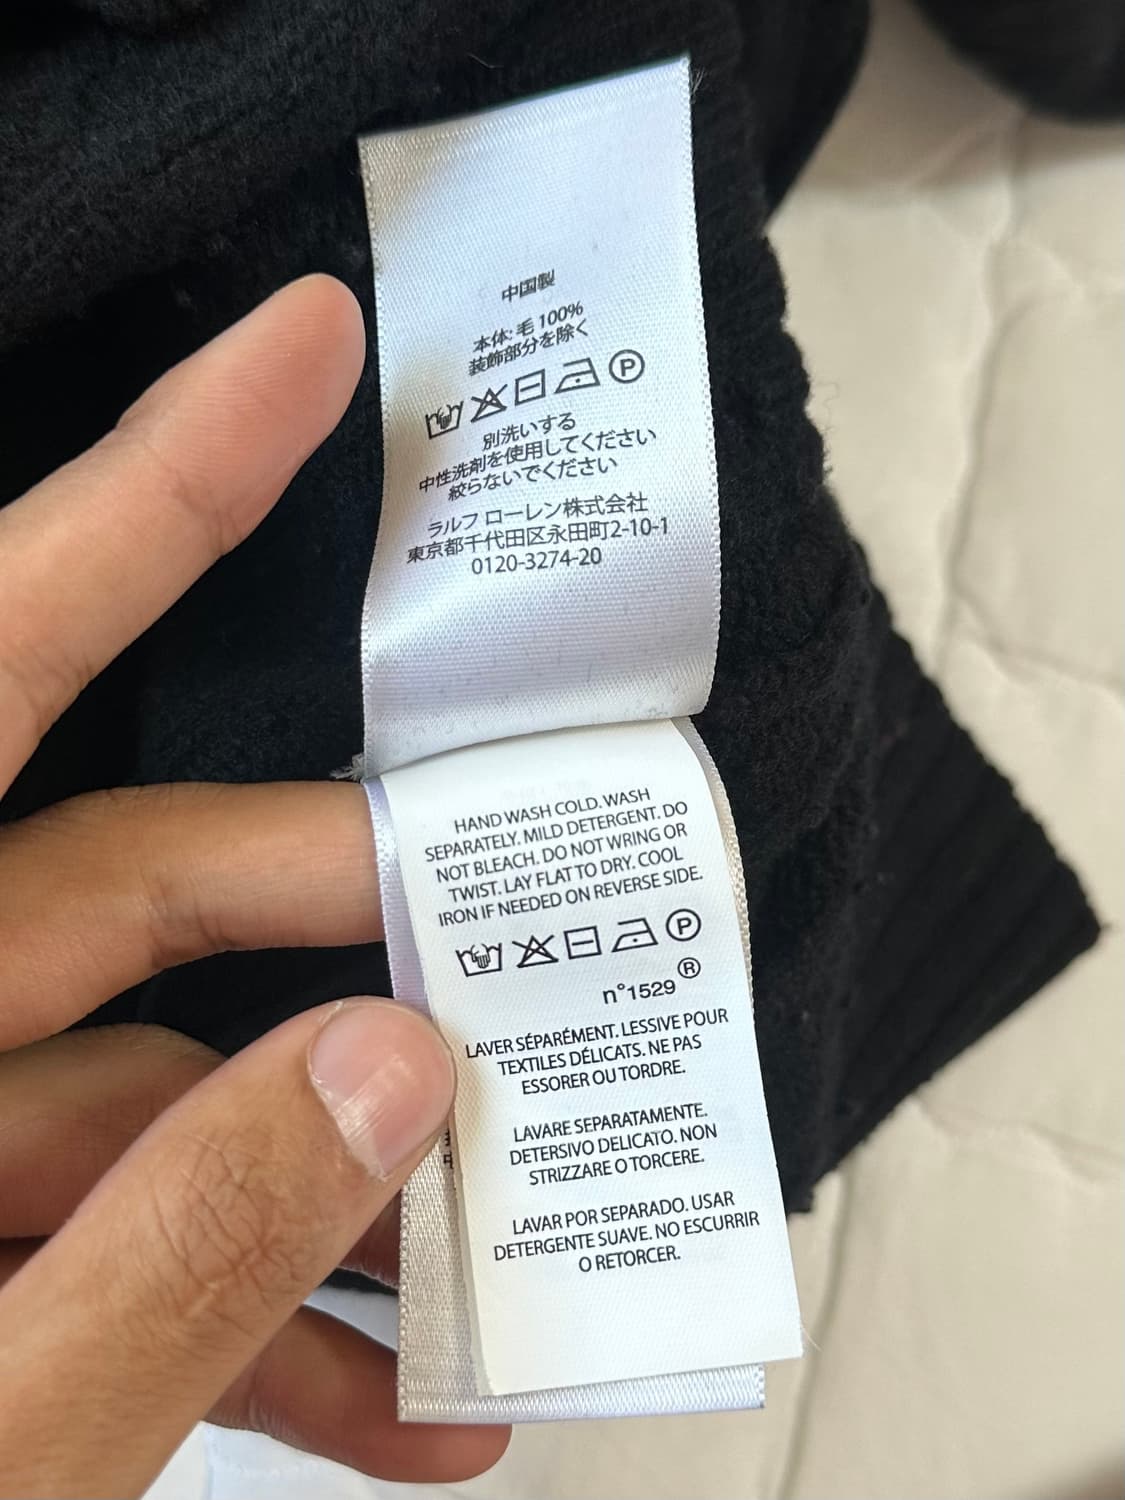 中国製
本体: 毛 100%
装飾部分を除く
P
別洗いする
中性洗剤を使用してください
絞らないでください
ラルフ ローレン株式会社
東京都千代田区永田町2-10-1
0120-3274-20
HAND WASH COLD. WASH
SEPARATELY. MILD DETERGENT. DO
NOT BLEACH. DO NOT WRING OR
TWIST. LAY FLAT TO DRY. COOL
IRON IF NEEDED ON REVERSE SIDE.
P
n°1529®
LAVER SÉPARÉMENT. LESSIVE POUR
TEXTILES DÉLICATS. NE PAS
ESSORER OU TORDRE.
LAVARE SEPARATAMENTE.
DETERSIVO DELICATO. NON
STRIZZARE O TORCERE.
LAVAR POR SEPARADO. USAR
DETERGENTE SUAVE. NO ESCURRIR
O RETORCER.